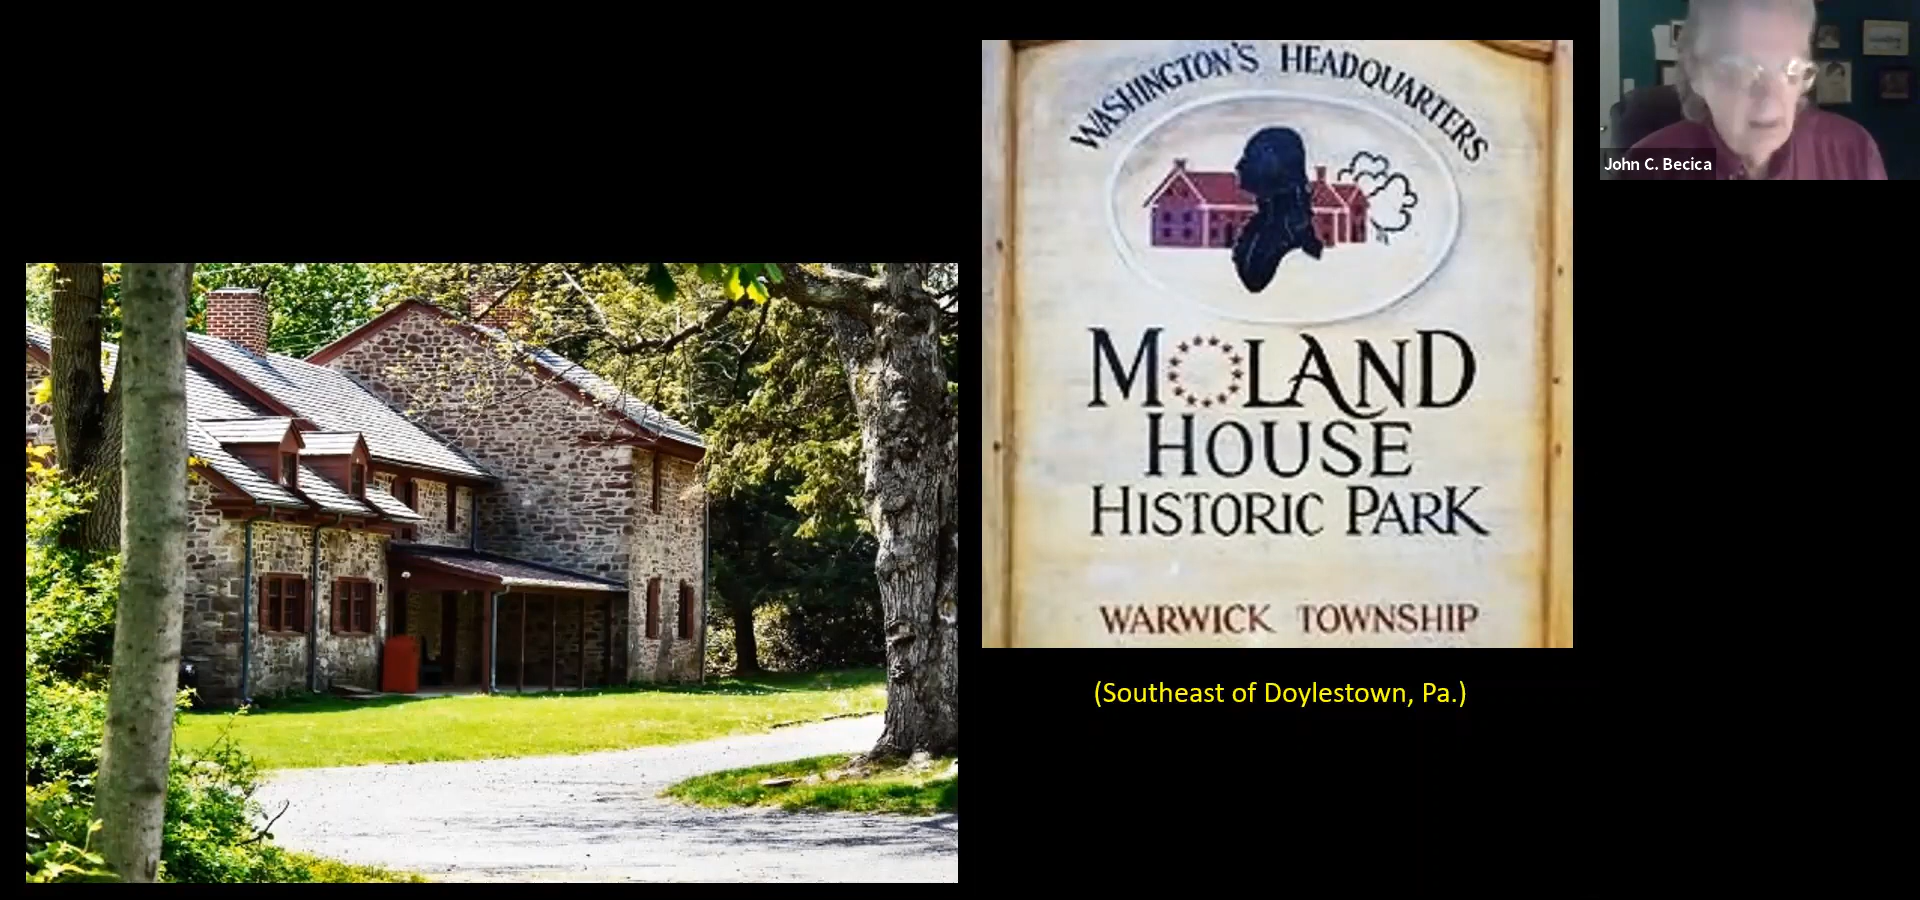 WASHINGTON'S HEADQUARTERS
MOLAND
HOUSE
HISTORIC PARK
WARWICK TOWNSHIP
(Southeast of Doylestown, Pa.)
John C. Becica